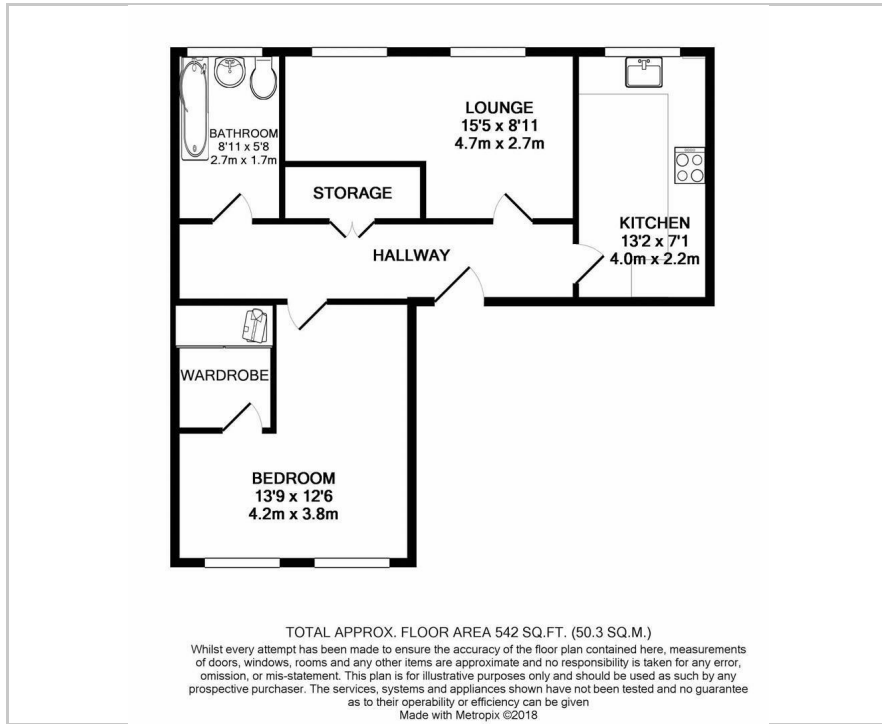 BATHROOM
8'11 x 5'8
2.7m x 1.7m
LOUNGE
15'5 x 8'11
4.7m x 2.7m
STORAGE
KITCHEN
13'2 x 7'1
4.0m x 2.2m
HALLWAY
WARDROBE
BEDROOM
13'9 x 12'6
4.2m x 3.8m
TOTAL APPROX. FLOOR AREA 542 SQ.FT. (50.3 SQ.M.)
Whilst every attempt has been made to ensure the accuracy of the floor plan contained here, measurements
of doors, windows, rooms and any other items are approximate and no responsibility is taken for any error,
omission, or mis-statement. This plan is for illustrative purposes only and should be used as such by any
prospective purchaser. The services, systems and appliances shown have not been tested and no guarantee
as to their operability or efficiency can be given
Made with Metropix ©2018